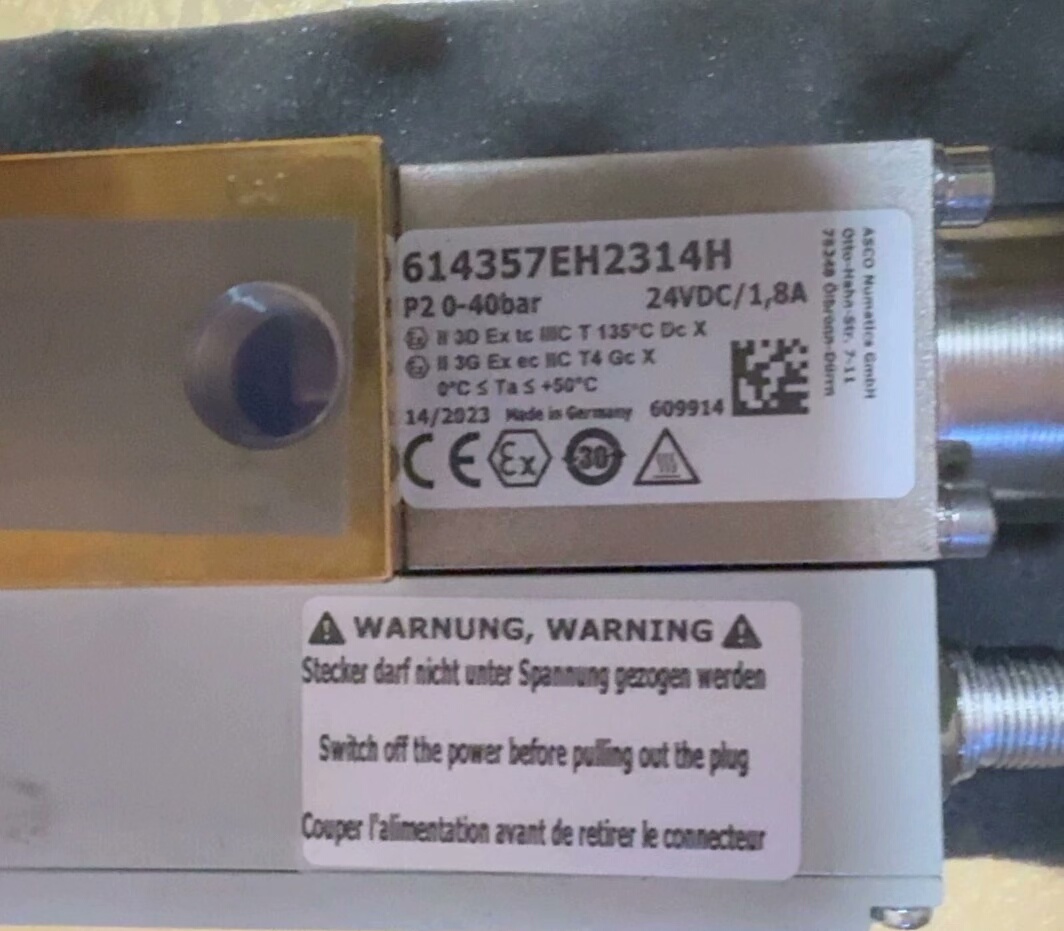 614357EH2314H
P2 0-40bar 24VDC/1,8A
Ex II 3D Ex tc IIIC T 135°C Dc X
Ex II 3G Ex ec IIC T4 Gc X
0°C ≤ Ta ≤ +50°C
14/2023 Made in Germany 609914
CE Ex 30
ASCO Numatics GmbH
Otto-Hahn-Str. 7-11
75248 Ölbronn-Dürrn
WARNUNG, WARNING
Stecker darf nicht unter Spannung gezogen werden
Switch off the power before pulling out the plug
Couper l'alimentation avant de retirer le connecteur